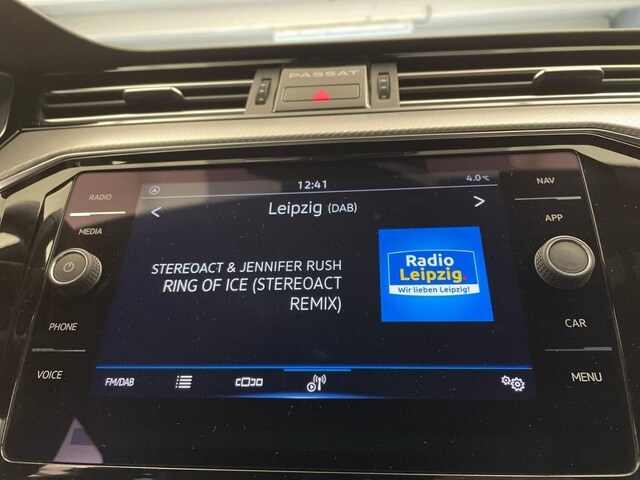 PASSAT
12:41
4.0°C
RADIO
NAV
< Leipzig (DAB) >
MEDIA
APP
STEREOACT & JENNIFER RUSH
RING OF ICE (STEREOACT
REMIX)
Radio
Leipzig
Wir lieben Leipzig!
PHONE
CAR
VOICE
FM/DAB
MENU